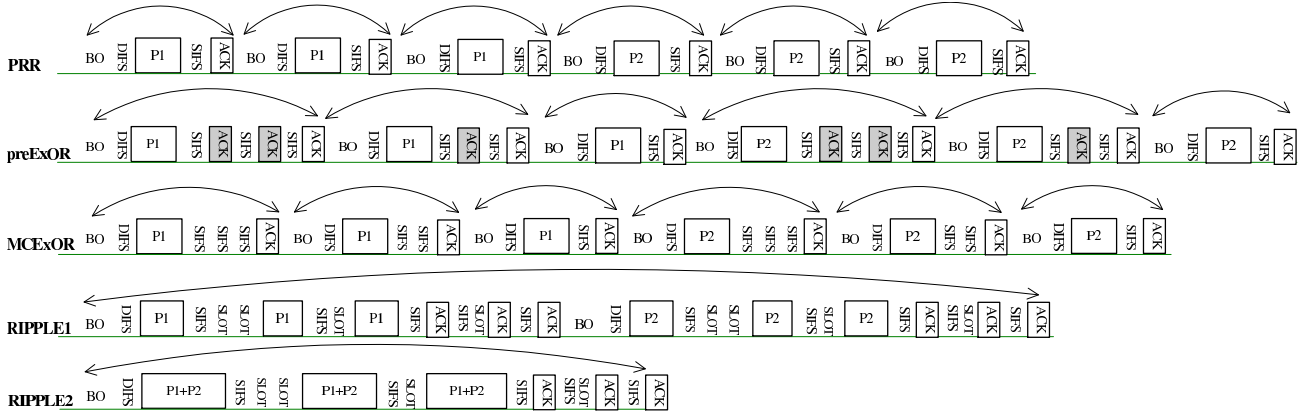 PRR BO DIFS P1 SIFS ACK BO DIFS P1 SIFS ACK BO DIFS P1 SIFS ACK BO DIFS P2 SIFS ACK BO DIFS P2 SIFS ACK BO DIFS P2 SIFS ACK
preExOR BO DIFS P1 SIFS ACK SIFS ACK SIFS ACK BO DIFS P1 SIFS ACK SIFS ACK BO DIFS P1 SIFS ACK BO DIFS P2 SIFS ACK SIFS ACK SIFS ACK BO DIFS P2 SIFS ACK SIFS ACK BO DIFS P2 SIFS ACK
MCExOR BO DIFS P1 SIFS SIFS SIFS ACK BO DIFS P1 SIFS SIFS ACK BO DIFS P1 SIFS ACK BO DIFS P2 SIFS SIFS SIFS ACK BO DIFS P2 SIFS SIFS ACK BO DIFS P2 SIFS ACK
RIPPLE1 BO DIFS P1 SIFS SLOT SLOT P1 SIFS SLOT P1 SIFS ACK SIFS SLOT ACK SIFS ACK BO DIFS P2 SIFS SLOT SLOT P2 SIFS SLOT P2 SIFS ACK SIFS SLOT ACK SIFS ACK
RIPPLE2 BO DIFS P1+P2 SIFS SLOT SLOT P1+P2 SIFS SLOT P1+P2 SIFS ACK SIFS SLOT ACK SIFS ACK